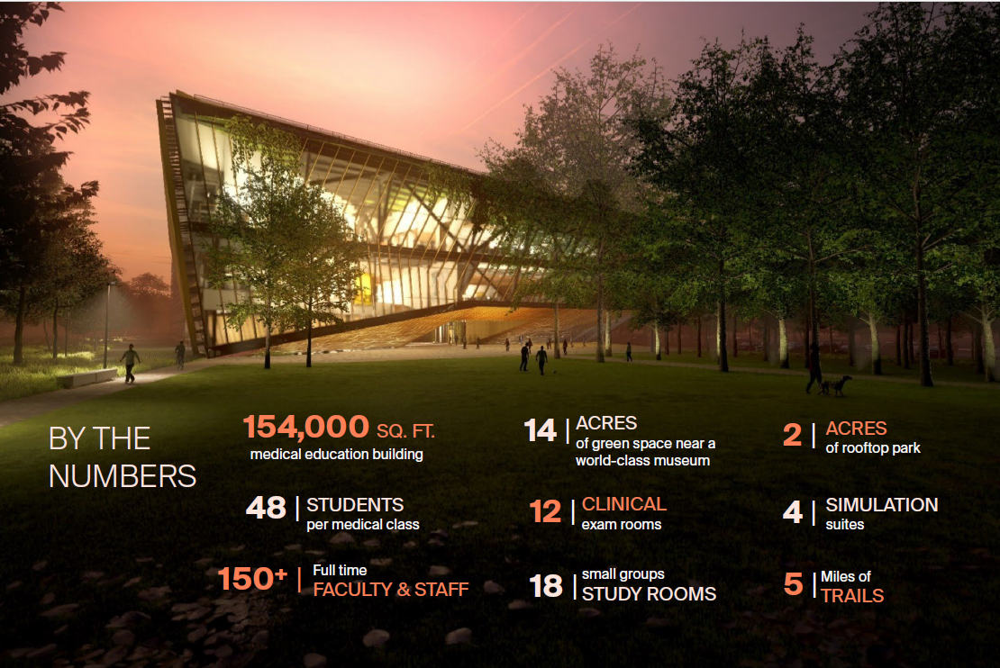 BY THE
NUMBERS
154,000 SQ. FT.
medical education building
14 | ACRES
of green space near a
world-class museum
2 | ACRES
of rooftop park
48 | STUDENTS
per medical class
12 | CLINICAL
exam rooms
4 | SIMULATION
suites
150+ | Full time
FACULTY & STAFF
18 | small groups
STUDY ROOMS
5 | Miles of
TRAILS